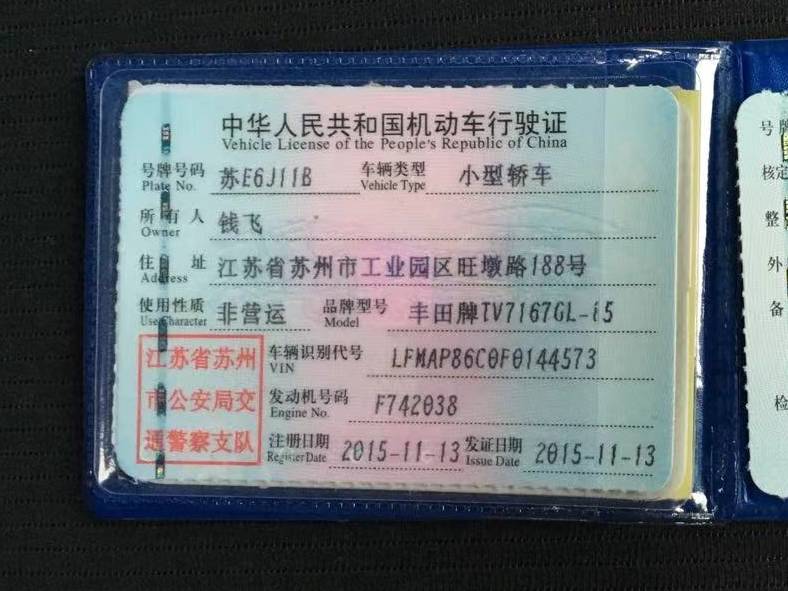 中华人民共和国机动车行驶证
Vehicle License of the People's Republic of China
号牌号码 苏E6J11B 车辆类型 小型轿车
Plate No. Vehicle Type
所有人 钱飞
Owner
住址 江苏省苏州市工业园区旺墩路188号
Address
使用性质 非营运 品牌型号 丰田牌TV7167GL-i5
Use Character Model
江苏省苏州
市公安局交
通警察支队
车辆识别代号 LFMAP86C0F0144573
VIN
发动机号码 F742038
Engine No.
注册日期 2015-11-13 发证日期 2015-11-13
Register Date Issue Date
号牌
核定
整
外
备
检